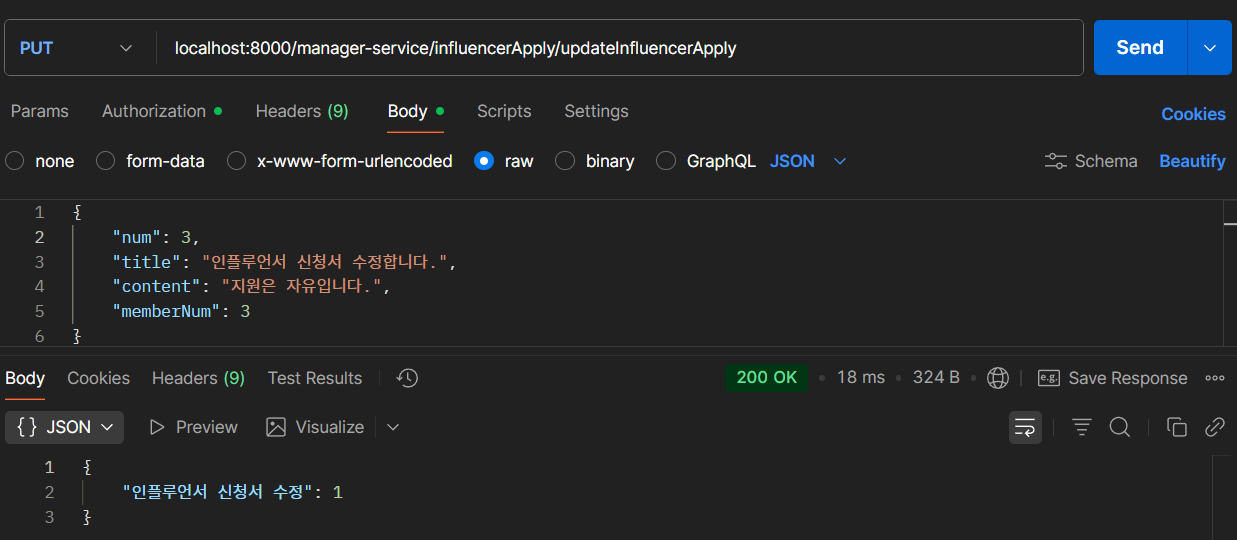 PUT localhost:8000/manager-service/influencerApply/updateInfluencerApply Send
Params Authorization Headers (9) Body Scripts Settings Cookies
none form-data x-www-form-urlencoded raw binary GraphQL JSON Schema Beautify
1 {
2 "num": 3,
3 "title": "인플루언서 신청서 수정합니다.",
4 "content": "지원은 자유입니다.",
5 "memberNum": 3
6 }
Body Cookies Headers (9) Test Results 200 OK 18 ms 324 B e.g. Save Response
{} JSON Preview Visualize
1 {
2 "인플루언서 신청서 수정": 1
3 }